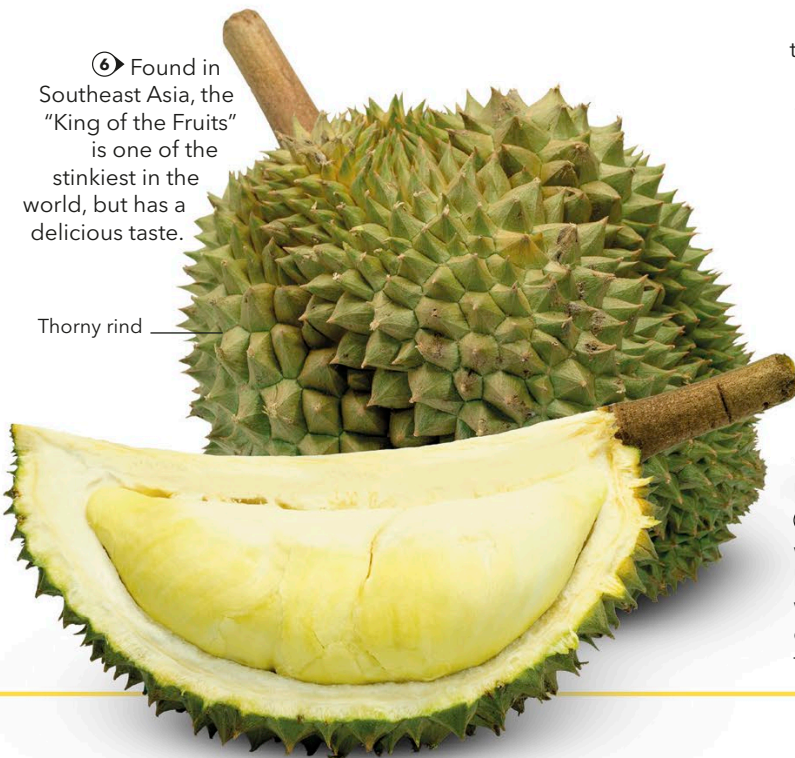 6 Found in
Southeast Asia, the
“King of the Fruits”
is one of the
stinkiest in the
world, but has a
delicious taste.
Thorny rind